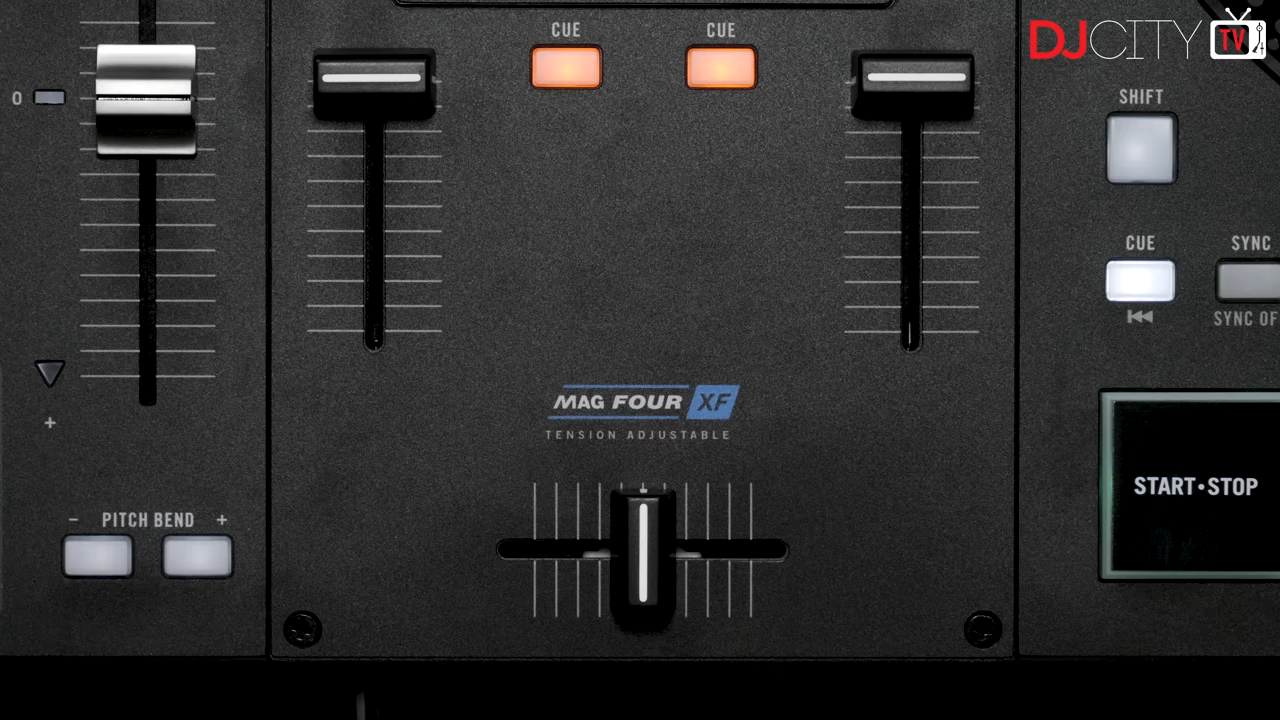 CUE
CUE
DJCITY TV
SHIFT
0
CUE
SYNC
SYNC OF
MAG FOUR XF
TENSION ADJUSTABLE
+
START•STOP
− PITCH BEND +